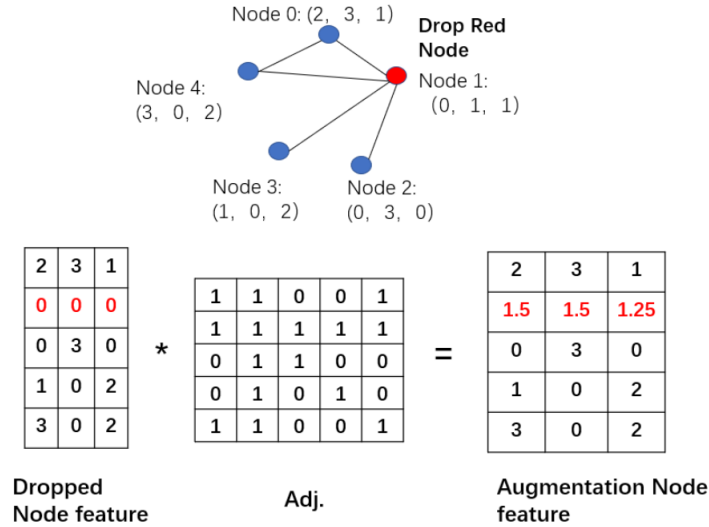 Node 0: (2, 3, 1)
Drop Red
Node
Node 4:
(3, 0, 2)
Node 1:
(0, 1, 1)
Node 3:
(1, 0, 2)
Node 2:
(0, 3, 0)
2 3 1
0 0 0
0 3 0
1 0 2
3 0 2
*
1 1 0 0 1
1 1 1 1 1
0 1 1 0 0
0 1 0 1 0
1 1 0 0 1
=
2 3 1
1.5 1.5 1.25
0 3 0
1 0 2
3 0 2
Dropped
Node feature
Adj.
Augmentation Node
feature